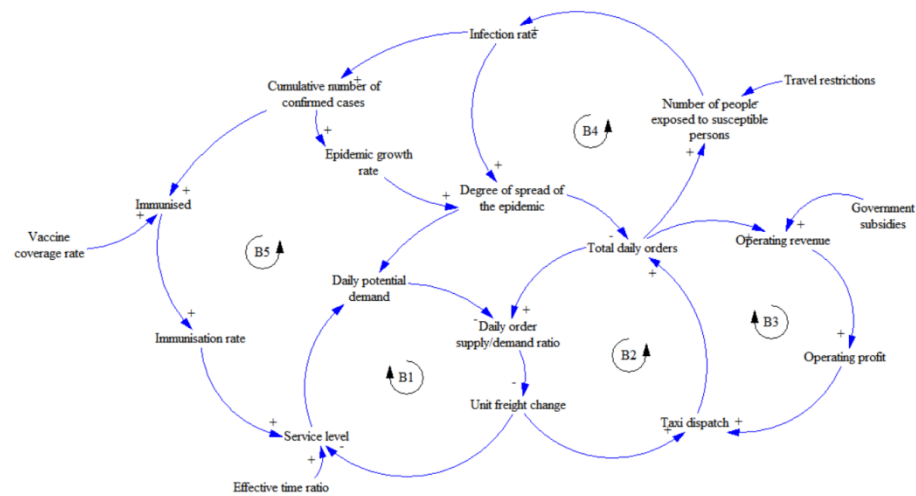 Infection rate
+
+
Cumulative number of
confirmed cases
Travel restrictions
-
Number of people
exposed to susceptible
persons
B4
+
Epidemic growth
rate
+
+
+
Degree of spread of
the epidemic
+
Immunised
+
Government
subsidies
Vaccine
coverage rate
-
Total daily orders
+
+
Operating revenue
B5
+
Daily potential
demand
-
+
Daily order
supply/demand ratio
B3
+
Immunisation rate
B2
+
Operating profit
B1
-
Unit freight change
+
Service level
-
+
Taxi dispatch
+
+
Effective time ratio